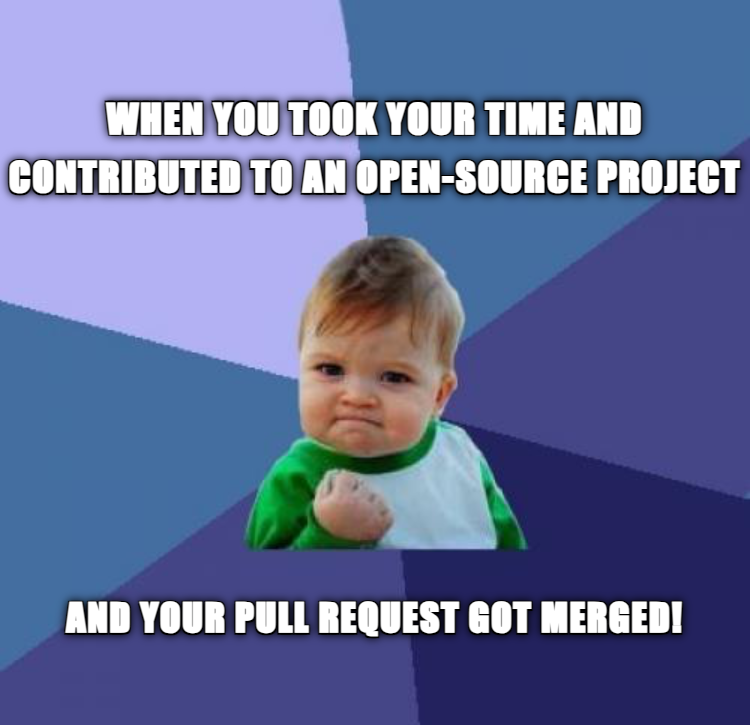 WHEN YOU TOOK YOUR TIME AND
CONTRIBUTED TO AN OPEN-SOURCE PROJECT
AND YOUR PULL REQUEST GOT MERGED!